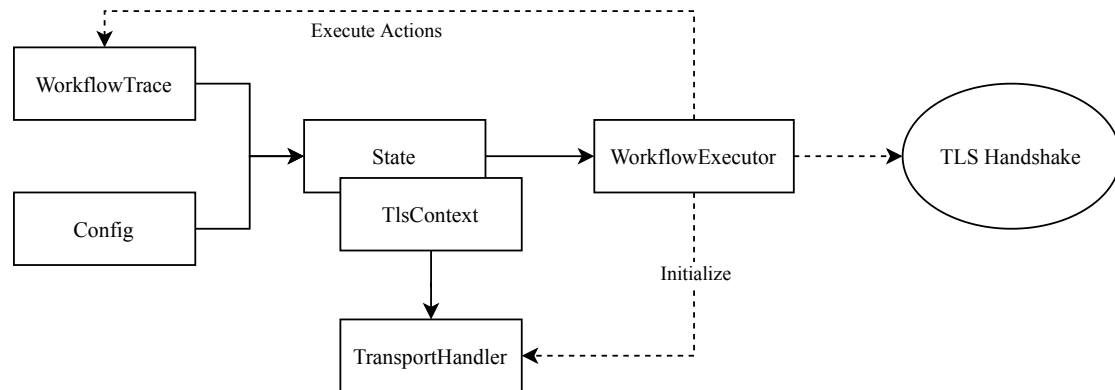 Execute Actions
WorkflowTrace
State
WorkflowExecutor
TLS Handshake
Config
TlsContext
Initialize
TransportHandler